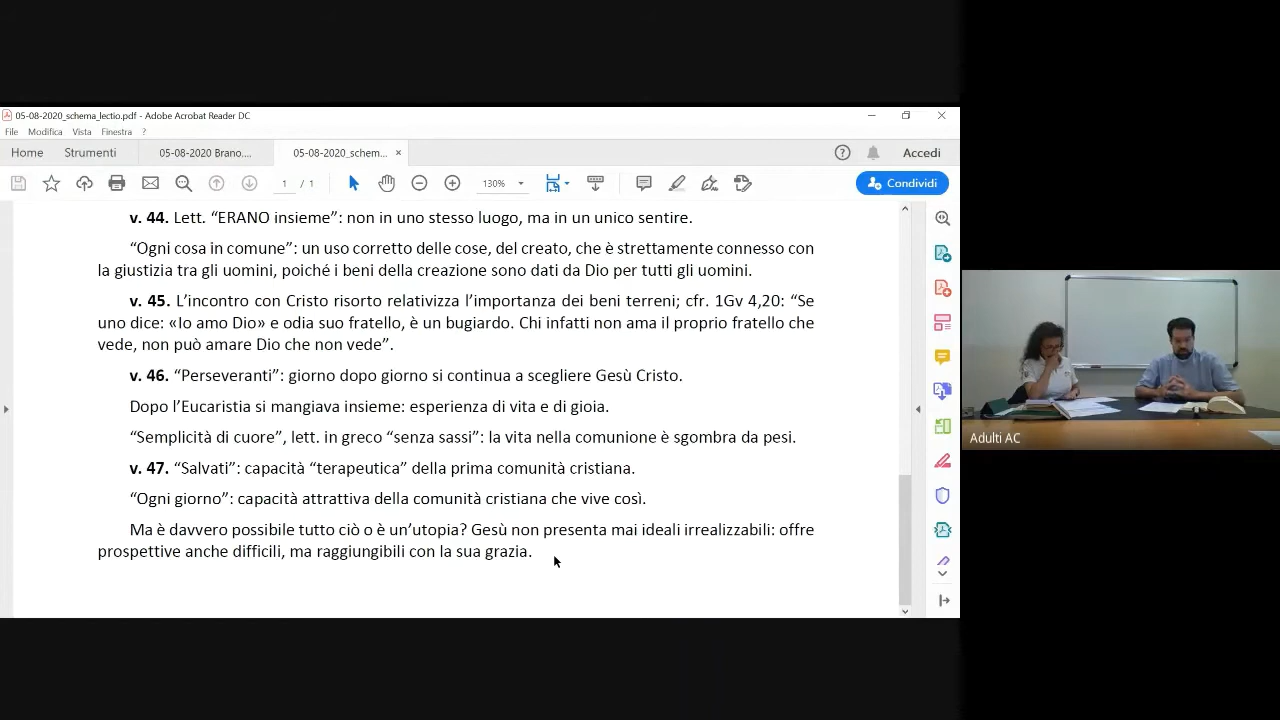 05-08-2020_schema_lectio.pdf - Adobe Acrobat Reader DC
File Modifica Vista Finestra ?
Home Strumenti 05-08-2020 Brano.... 05-08-2020_schem... × Accedi
1 / 1 130% Condividi
v. 44. Lett. “ERANO insieme”: non in uno stesso luogo, ma in un unico sentire.
“Ogni cosa in comune”: un uso corretto delle cose, del creato, che è strettamente connesso con
la giustizia tra gli uomini, poiché i beni della creazione sono dati da Dio per tutti gli uomini.
v. 45. L’incontro con Cristo risorto relativizza l’importanza dei beni terreni; cfr. 1Gv 4,20: “Se
uno dice: «Io amo Dio» e odia suo fratello, è un bugiardo. Chi infatti non ama il proprio fratello che
vede, non può amare Dio che non vede”.
v. 46. “Perseveranti”: giorno dopo giorno si continua a scegliere Gesù Cristo.
Dopo l’Eucaristia si mangiava insieme: esperienza di vita e di gioia.
“Semplicità di cuore”, lett. in greco “senza sassi”: la vita nella comunione è sgombra da pesi.
v. 47. “Salvati”: capacità “terapeutica” della prima comunità cristiana.
“Ogni giorno”: capacità attrattiva della comunità cristiana che vive così.
Ma è davvero possibile tutto ciò o è un’utopia? Gesù non presenta mai ideali irrealizzabili: offre
prospettive anche difficili, ma raggiungibili con la sua grazia.
Adulti AC